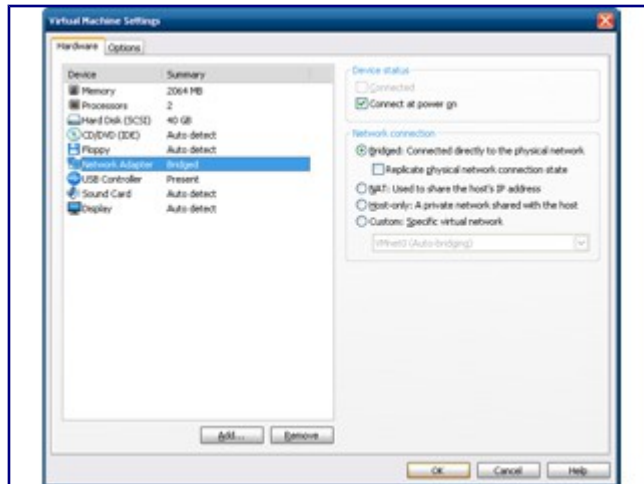 Virtual Machine Settings
Hardware Options
Device Summary
Memory 2064 MB
Processors 2
Hard Disk (SCSI) 40 GB
CD/DVD (IDE) Auto detect
Floppy Auto detect
Network Adapter Bridged
USB Controller Present
Sound Card Auto detect
Display Auto detect
Add... Remove
Device status
Connected
Connect at power on
Network connection
Bridged: Connected directly to the physical network
Replicate physical network connection state
NAT: Used to share the host's IP address
Host-only: A private network shared with the host
Custom: Specific virtual network
VMnet0 (Auto-bridging)
OK Cancel Help